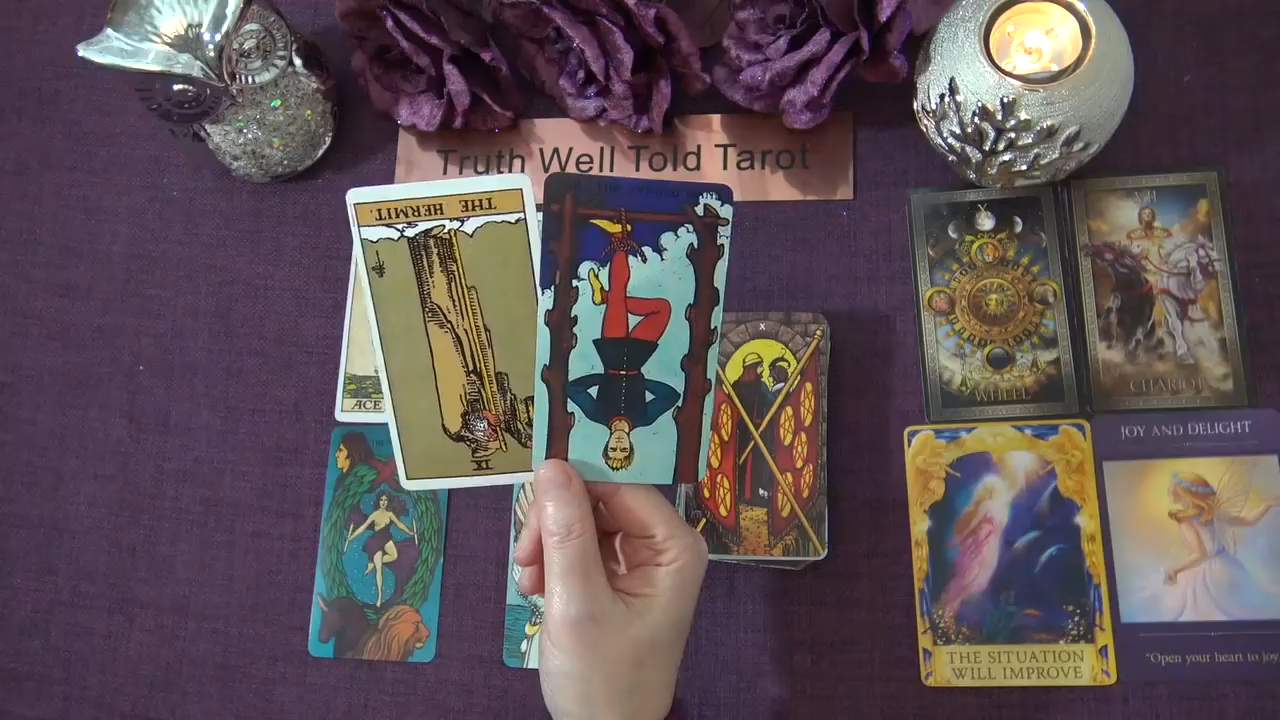 Truth Well Told Tarot
THE HERMIT.
IX
ACE
X
WHEEL
VII
CHARIOT
THE SITUATION
WILL IMPROVE
JOY AND DELIGHT
"Open your heart to joy